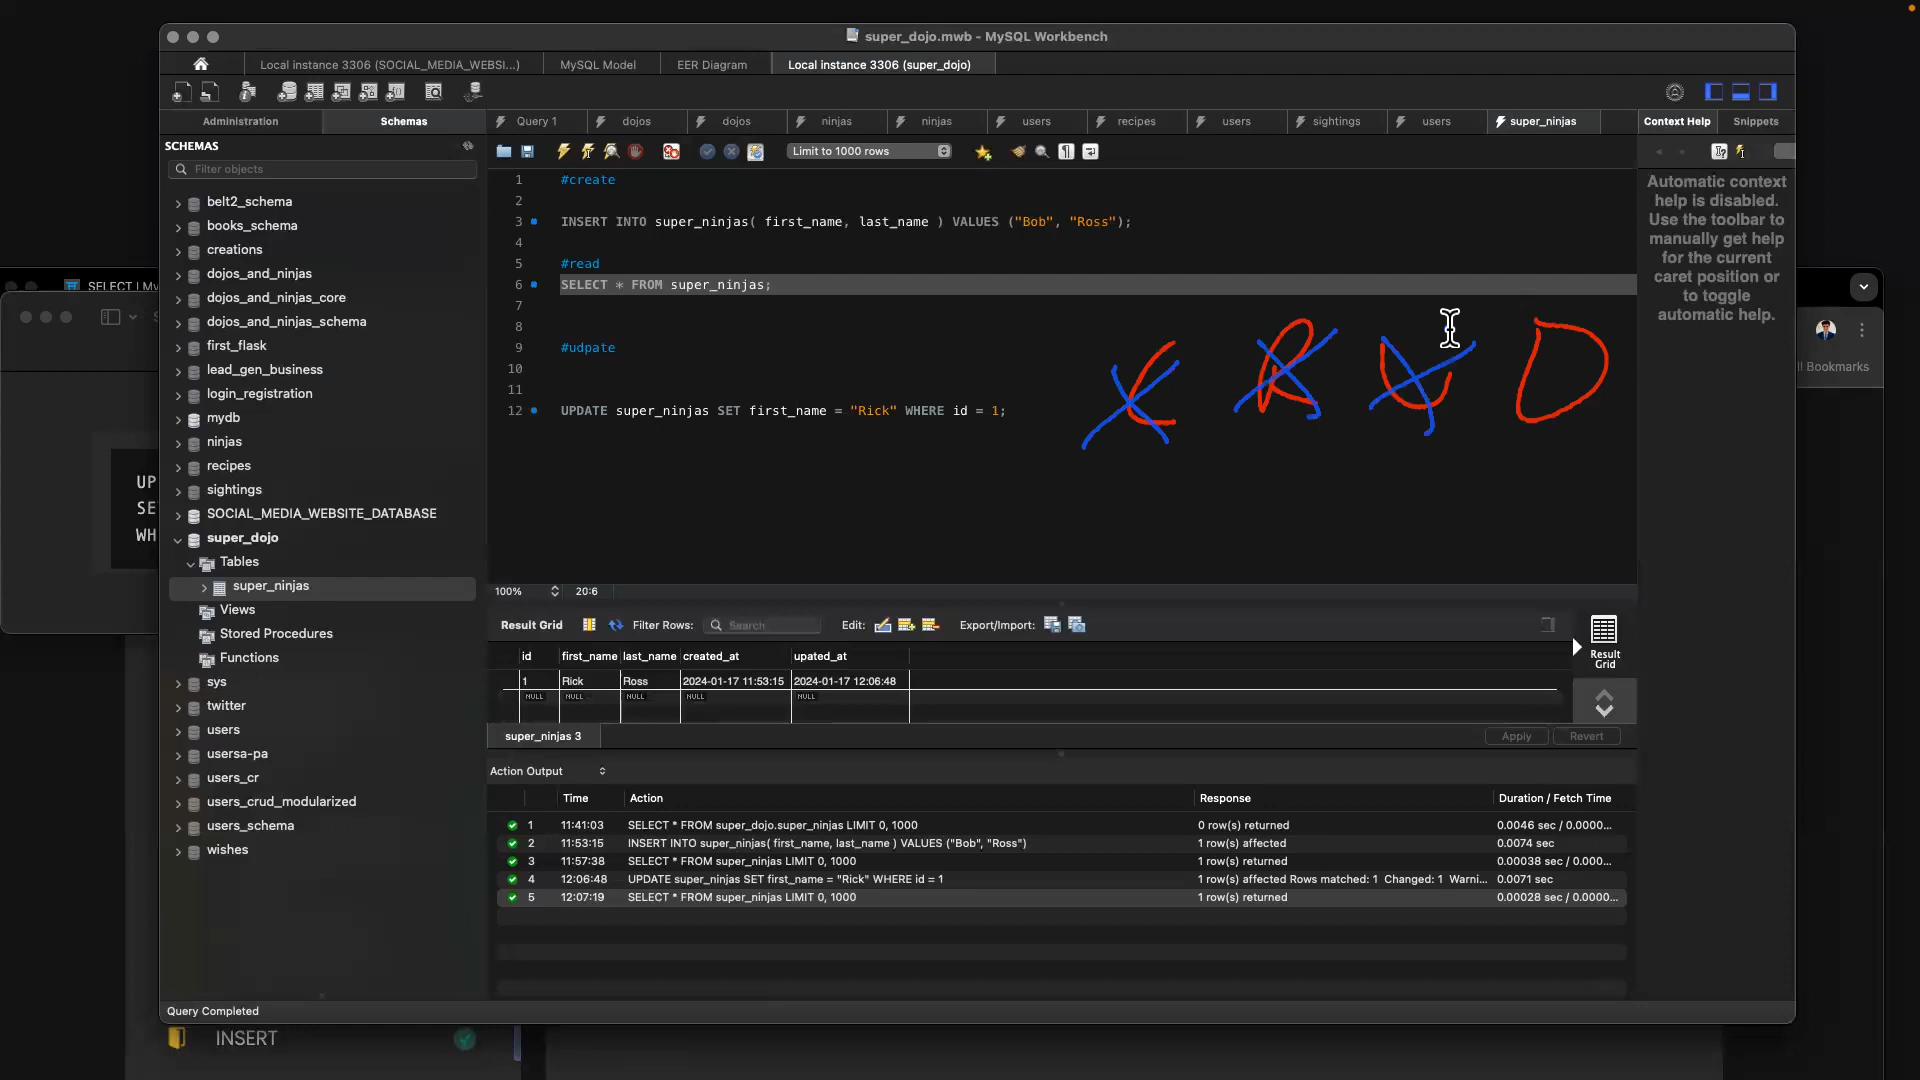 super_dojo.mwb - MySQL Workbench
Local instance 3306 (SOCIAL_MEDIA_WEBSI...)
MySQL Model
EER Diagram
Local instance 3306 (super_dojo)
Administration
Schemas
Query 1
dojos
dojos
ninjas
ninjas
users
recipes
users
sightings
users
super_ninjas
Context Help
Snippets
SCHEMAS
Filter objects
Limit to 1000 rows
belt2_schema
books_schema
creations
dojos_and_ninjas
dojos_and_ninjas_core
dojos_and_ninjas_schema
first_flask
lead_gen_business
login_registration
mydb
ninjas
recipes
sightings
SOCIAL_MEDIA_WEBSITE_DATABASE
super_dojo
Tables
super_ninjas
Views
Stored Procedures
Functions
sys
twitter
users
usersa-pa
users_cr
users_crud_modularized
users_schema
wishes
1 #create
2
3 INSERT INTO super_ninjas( first_name, last_name ) VALUES ("Bob", "Ross");
4
5 #read
6 SELECT * FROM super_ninjas;
7
8
9 #udpate
10
11
12 UPDATE super_ninjas SET first_name = "Rick" WHERE id = 1;
C R U D
Automatic context
help is disabled.
Use the toolbar to
manually get help
for the current
caret position or
to toggle
automatic help.
SELECT | My
ll Bookmarks
UP
SE
WH
100%
20:6
Result Grid
Filter Rows:
Search
Edit:
Export/Import:
Result
Grid
id first_name last_name created_at upated_at
1 Rick Ross 2024-01-17 11:53:15 2024-01-17 12:06:48
NULL NULL NULL NULL NULL
super_ninjas 3
Apply
Revert
Action Output
Time Action Response Duration / Fetch Time
1 11:41:03 SELECT * FROM super_dojo.super_ninjas LIMIT 0, 1000 0 row(s) returned 0.0046 sec / 0.0000...
2 11:53:15 INSERT INTO super_ninjas( first_name, last_name ) VALUES ("Bob", "Ross") 1 row(s) affected 0.0074 sec
3 11:57:38 SELECT * FROM super_ninjas LIMIT 0, 1000 1 row(s) returned 0.00038 sec / 0.0000...
4 12:06:48 UPDATE super_ninjas SET first_name = "Rick" WHERE id = 1 1 row(s) affected Rows matched: 1 Changed: 1 Warni... 0.0071 sec
5 12:07:19 SELECT * FROM super_ninjas LIMIT 0, 1000 1 row(s) returned 0.00028 sec / 0.0000...
Query Completed
INSERT